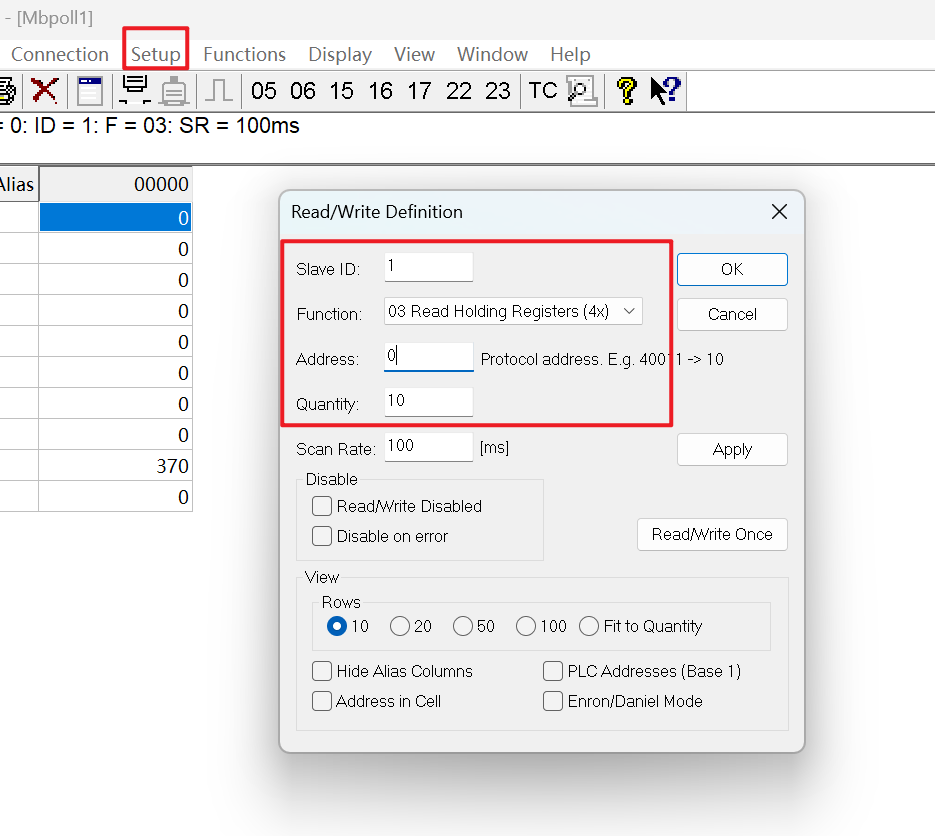 - [Mbpoll1]
Connection Setup Functions Display View Window Help
05 06 15 16 17 22 23 TC
= 0: ID = 1: F = 03: SR = 100ms
Alias 00000
0
0
0
0
0
0
0
0
370
0
Read/Write Definition
Slave ID: 1 OK
Function: 03 Read Holding Registers (4x) Cancel
Address: 0 Protocol address. E.g. 40011 -> 10
Quantity: 10
Scan Rate: 100 [ms] Apply
Disable
Read/Write Disabled
Disable on error
Read/Write Once
View
Rows
10 20 50 100 Fit to Quantity
Hide Alias Columns PLC Addresses (Base 1)
Address in Cell Enron/Daniel Mode